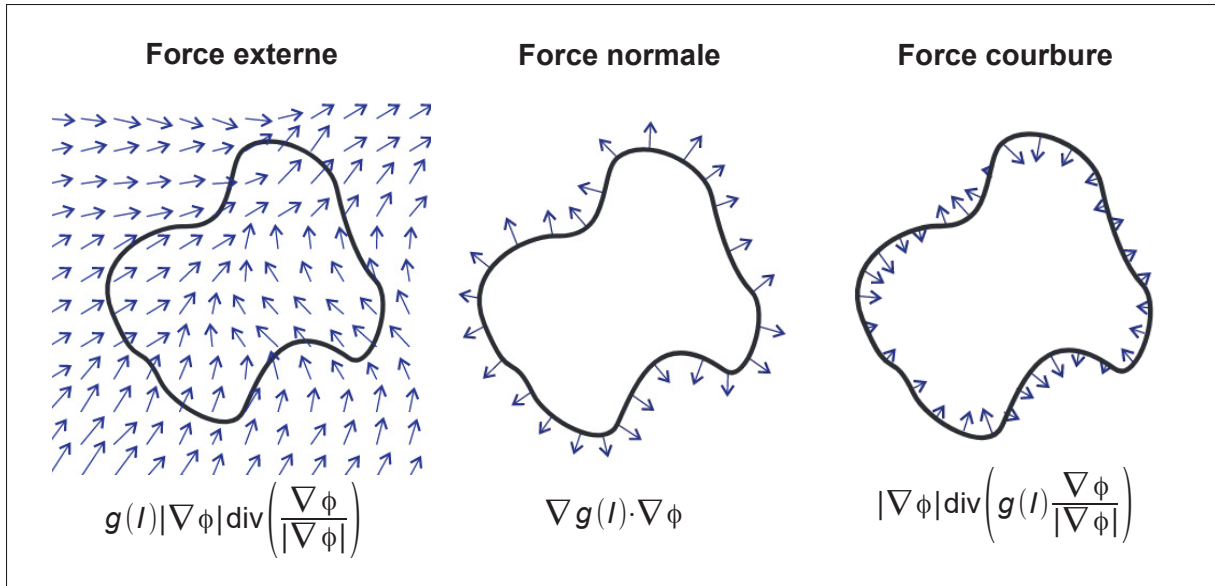 Force externe
Force normale
Force courbure
g(I)|∇ϕ|div(∇ϕ/|∇ϕ|)
∇g(I)·∇ϕ
|∇ϕ|div(g(I)∇ϕ/|∇ϕ|)